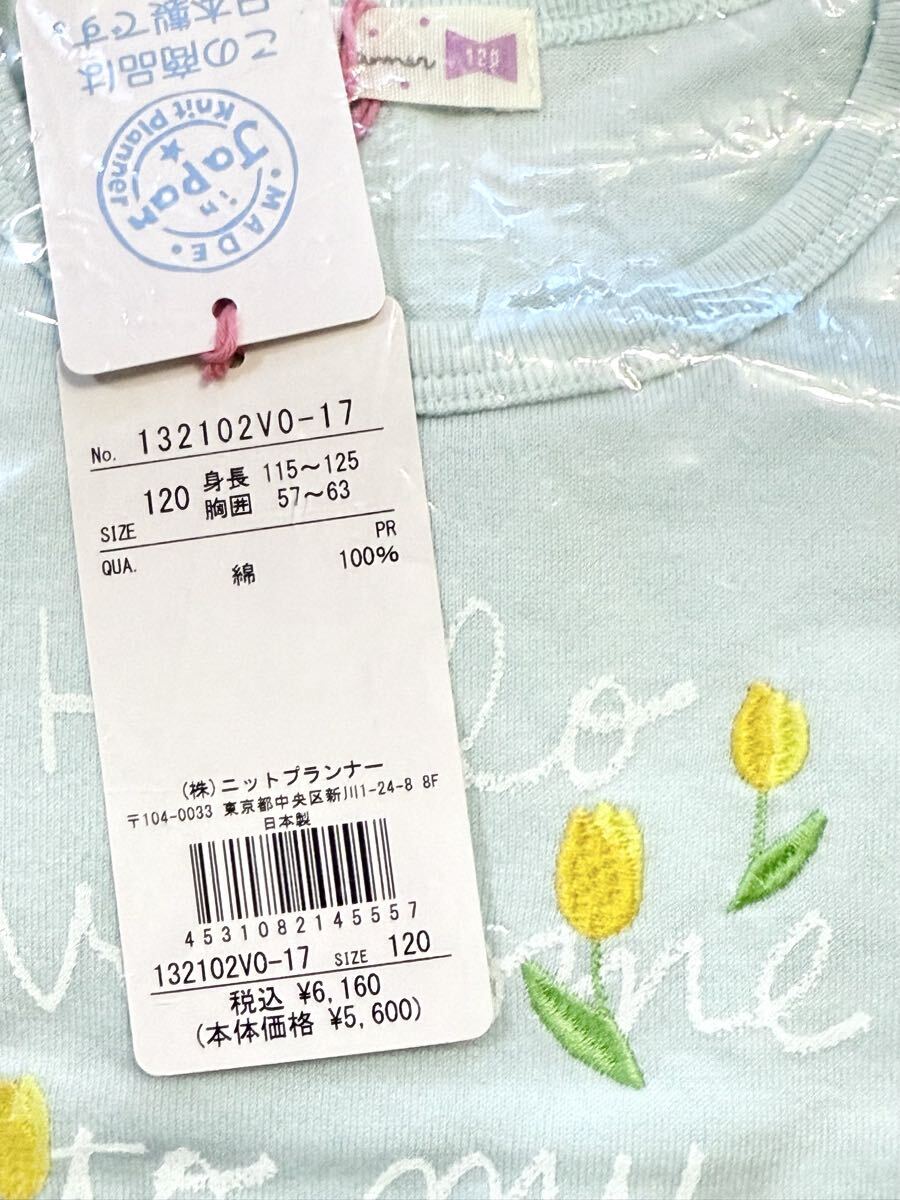 この商品は
日本製です。
MADE in Japan
Knit Planner
120
No. 132102V0-17
SIZE 120 身長 115～125
胸囲 57～63
PR
QUA. 綿 100%
(株)ニットプランナー
〒104-0033 東京都中央区新川1-24-8 8F
日本製
4531082145557
132102V0-17 SIZE 120
税込 ¥6,160
(本体価格 ¥5,600)
to my